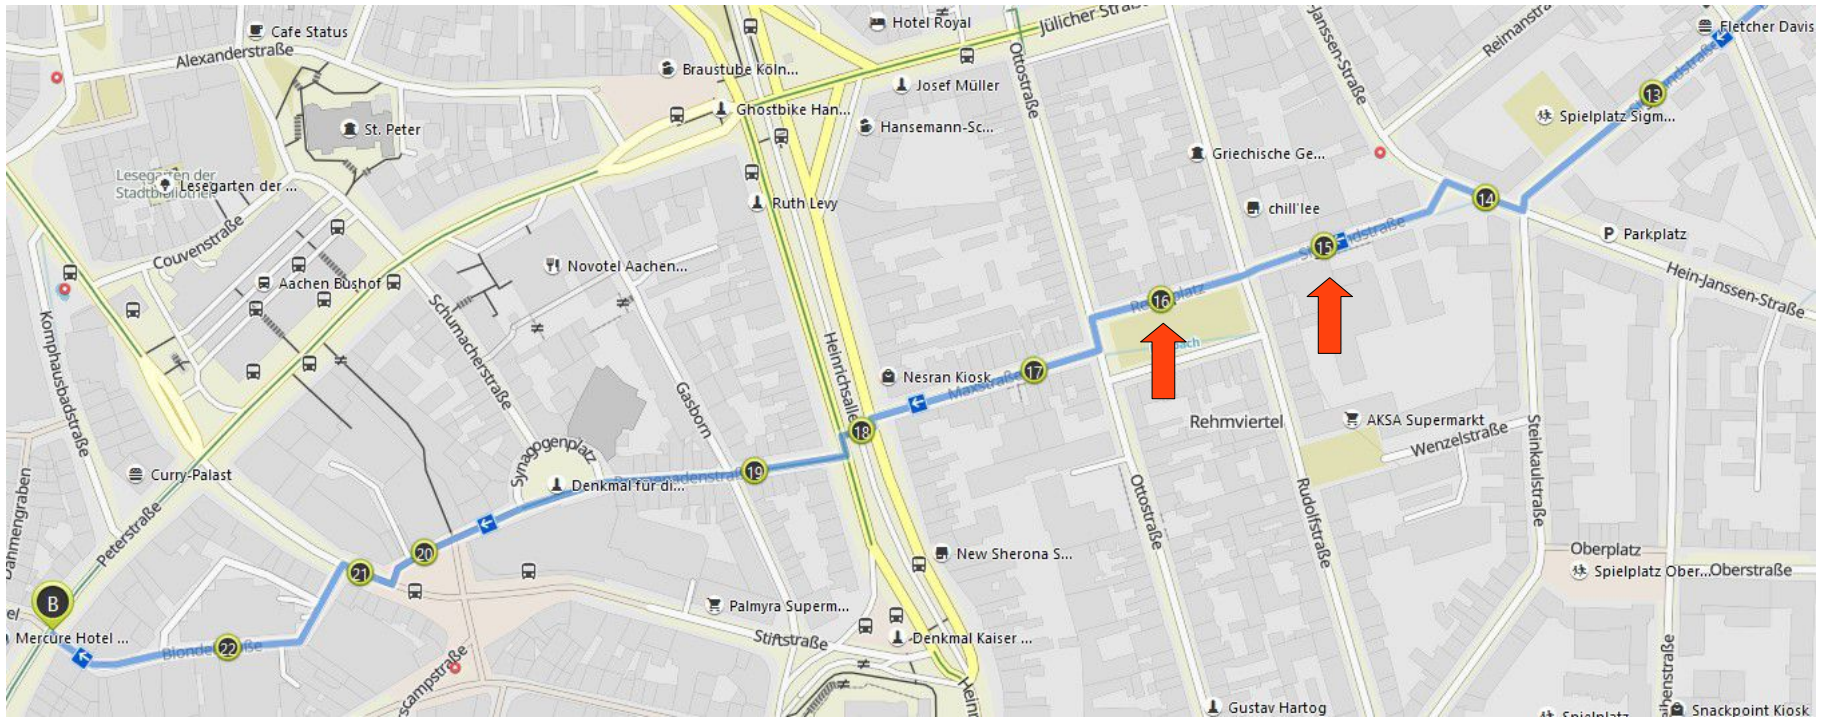 Hotel Royal
Jülicher-Straße
Cafe Status
Alexanderstraße
Fletcher Davis
Braustube Köln...
Josef Müller
Ottostraße
13
Ghostbike Han...
Spielplatz Sigm...
St. Peter
Hansemann-Sc...
Griechische Ge...
Lesegarten der
Stadtbibliothek
Lesegarten der ...
14
Ruth Levy
chill'lee
Couvenstraße
P Parkplatz
15
Novotel Aachen...
Hein-Janssen-Straße
Aachen Bushof
16
Schumacherstraße
Komphausbadstraße
Heinrichsallee
17
Nesran Kiosk
Maxstraße
Gasborn
Rehmviertel
AKSA Supermarkt
18
Wenzelstraße
Steinkaulstraße
Synagogenplatz
19
Curry-Palast
Denkmal für di...
Ottostraße
Rudolfstraße
Peterstraße
Dahmengraben
20
New Sherona S...
Oberplatz
21
Spielplatz Ober...
Oberstraße
B
Palmyra Superm...
Mercure Hotel ...
Stiftstraße
Denkmal Kaiser ...
22
Gustav Hartog
Snackpoint Kiosk
Spielplatz